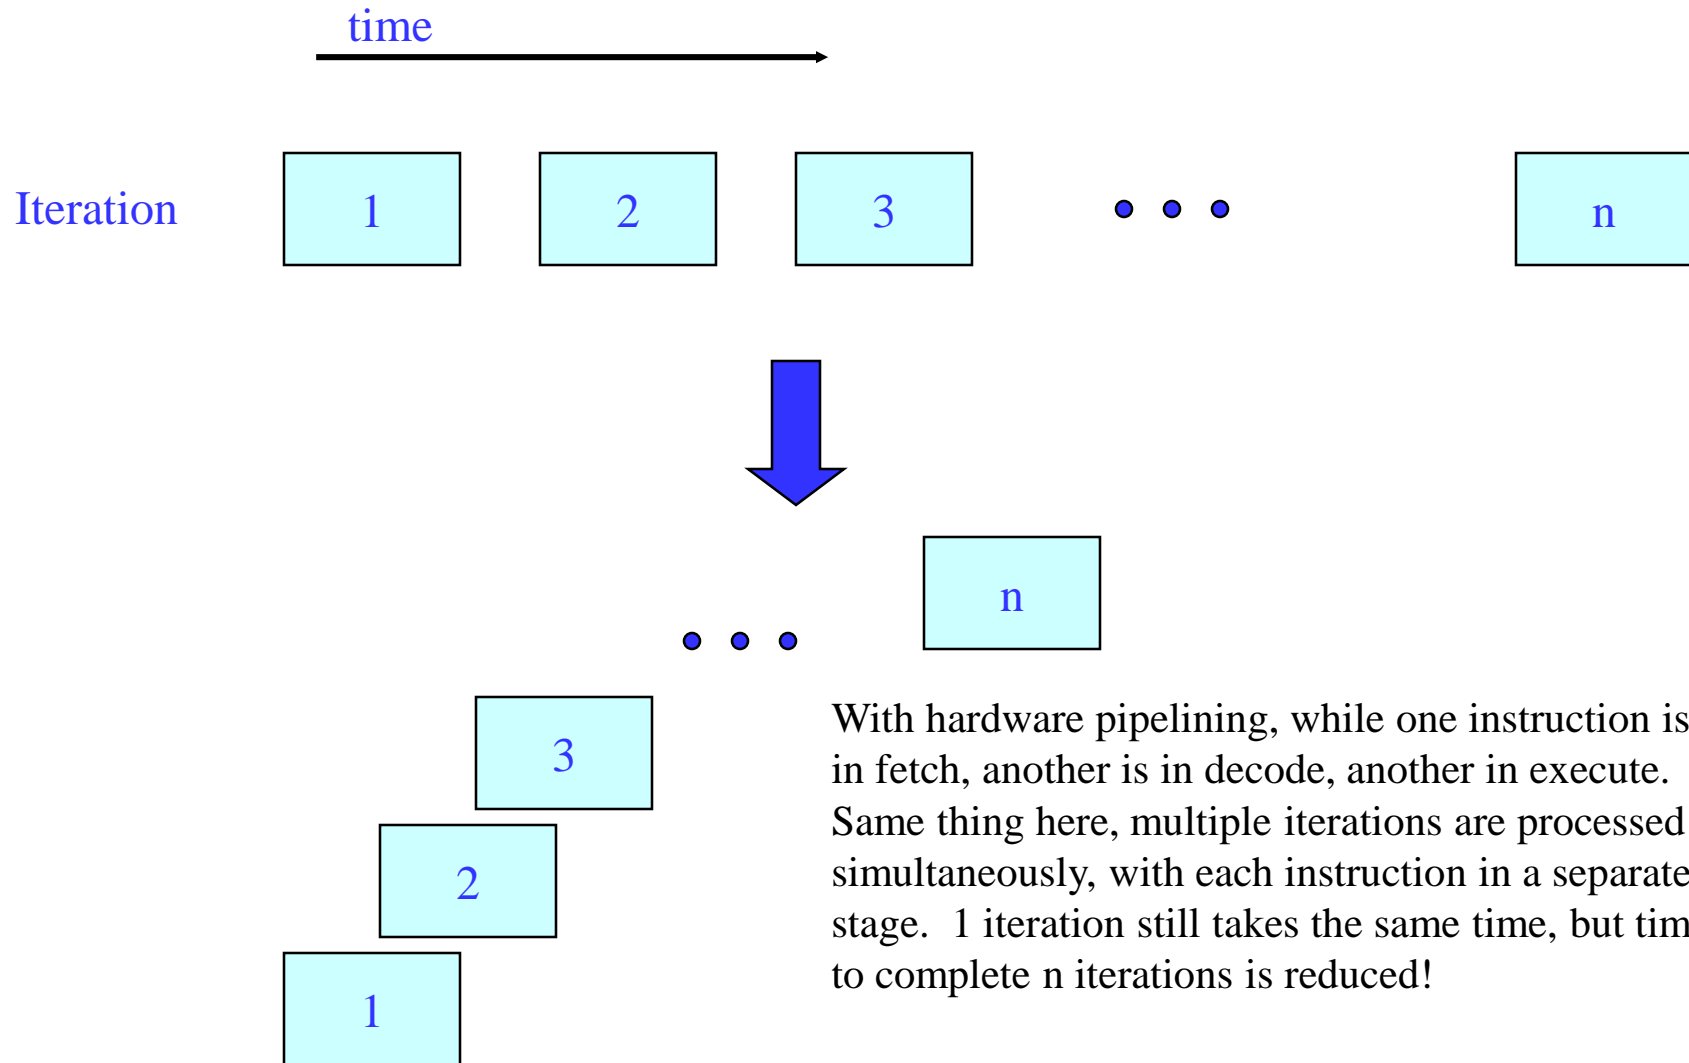 time
Iteration 1 2 3 n
n
3
With hardware pipelining, while one instruction is
in fetch, another is in decode, another in execute.
Same thing here, multiple iterations are processed
simultaneously, with each instruction in a separate
2
stage. 1 iteration still takes the same time, but tim
to complete n iterations is reduced!
1